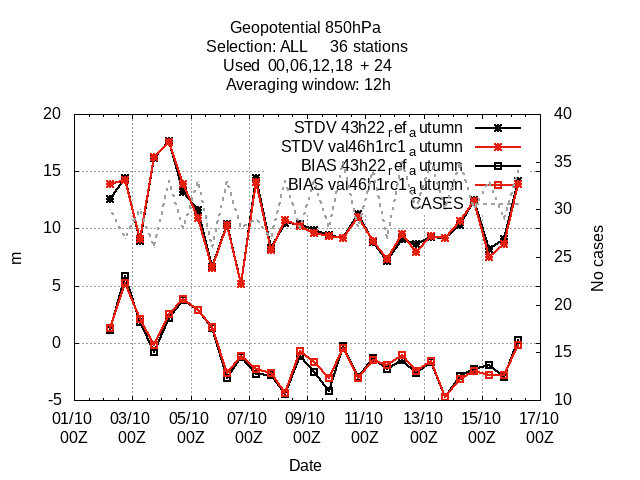 Geopotential 850hPa
Selection: ALL 36 stations
Used 00,06,12,18 + 24
Averaging window: 12h
20 40
STDV 43h22_ref_autumn
STDV val46h1rc1_autumn
15 BIAS 43h22_ref_autumn 35
BIAS val46h1rc1_autumn
CASES 30
10 25
m No cases
5 20
0 15
-5 10
01/10 03/10 05/10 07/10 09/10 11/10 13/10 15/10 17/10
00Z 00Z 00Z 00Z 00Z 00Z 00Z 00Z 00Z
Date